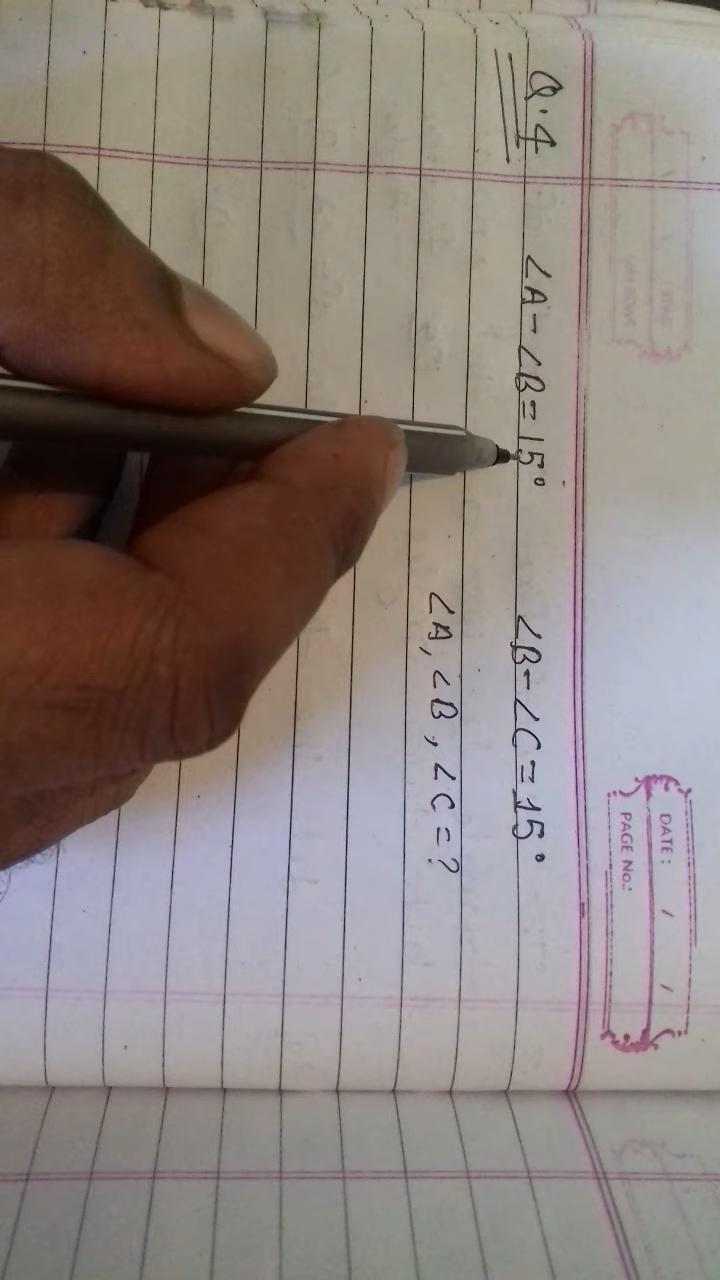 DATE: / /
PAGE No.:
Q.4 ∠A-∠B=15° ∠B-∠C=15°
∠A, ∠B, ∠C=?